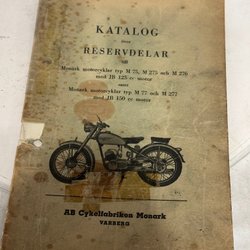 KATALOG
över
RESERVDELAR
till
Monark motorcyklar typ M 75, M 275 och M 276
med JB 125 cc motor
samt
Monark motorcyklar typ M 77 och M 277
med JB 150 cc motor
AB Cykelfabriken Monark
VARBERG